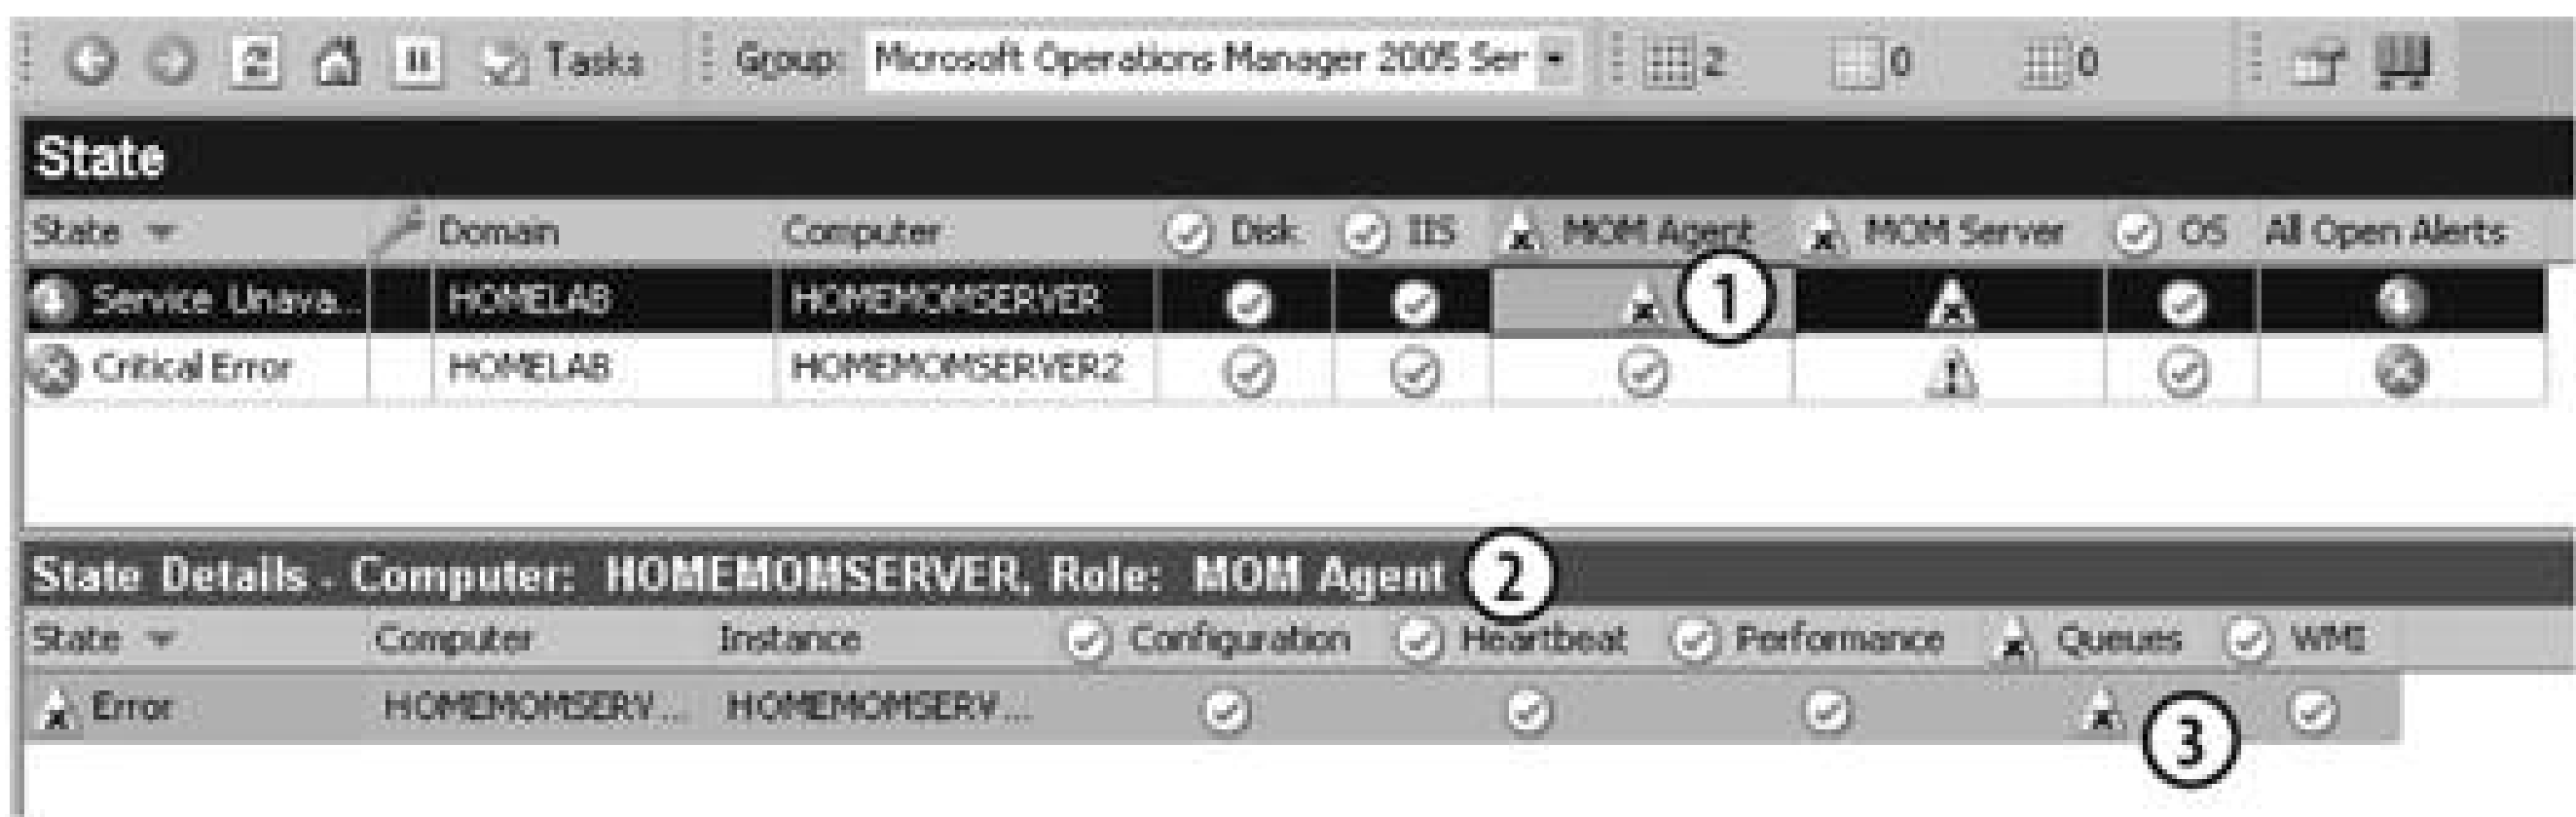 Tasks Group: Microsoft Operations Manager 2005 Ser 2 0 0
State
State Domain Computer Disk IIS MOM Agent MOM Server OS All Open Alerts
Service Unava... HOMELAB HOMEMOMSERVER 1
Critical Error HOMELAB HOMEMOMSERVER2
State Details - Computer: HOMEMOMSERVER, Role: MOM Agent 2
State Computer Instance Configuration Heartbeat Performance Queues WMI
Error HOMEMOMSERV... HOMEMOMSERV... 3